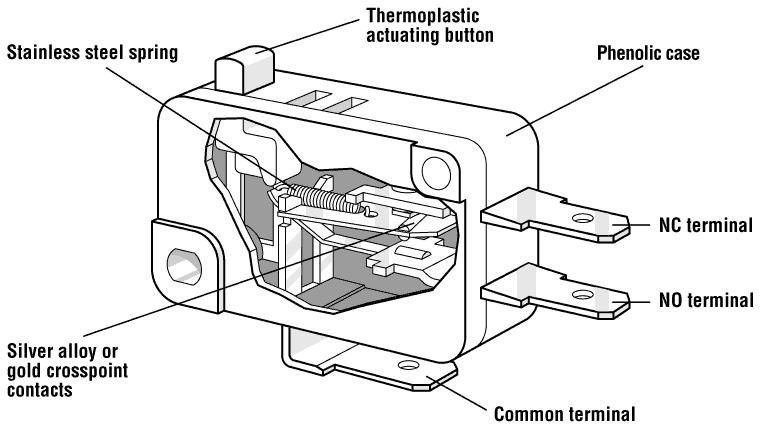 Thermoplastic
actuating button
Stainless steel spring
Phenolic case
NC terminal
NO terminal
Silver alloy or
gold crosspoint
contacts
Common terminal